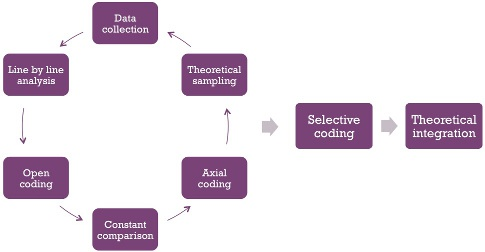 Data
collection
Line by line
analysis
Theoretical
sampling
Open
coding
Axial
coding
Constant
comparison
Selective
coding
Theoretical
integration